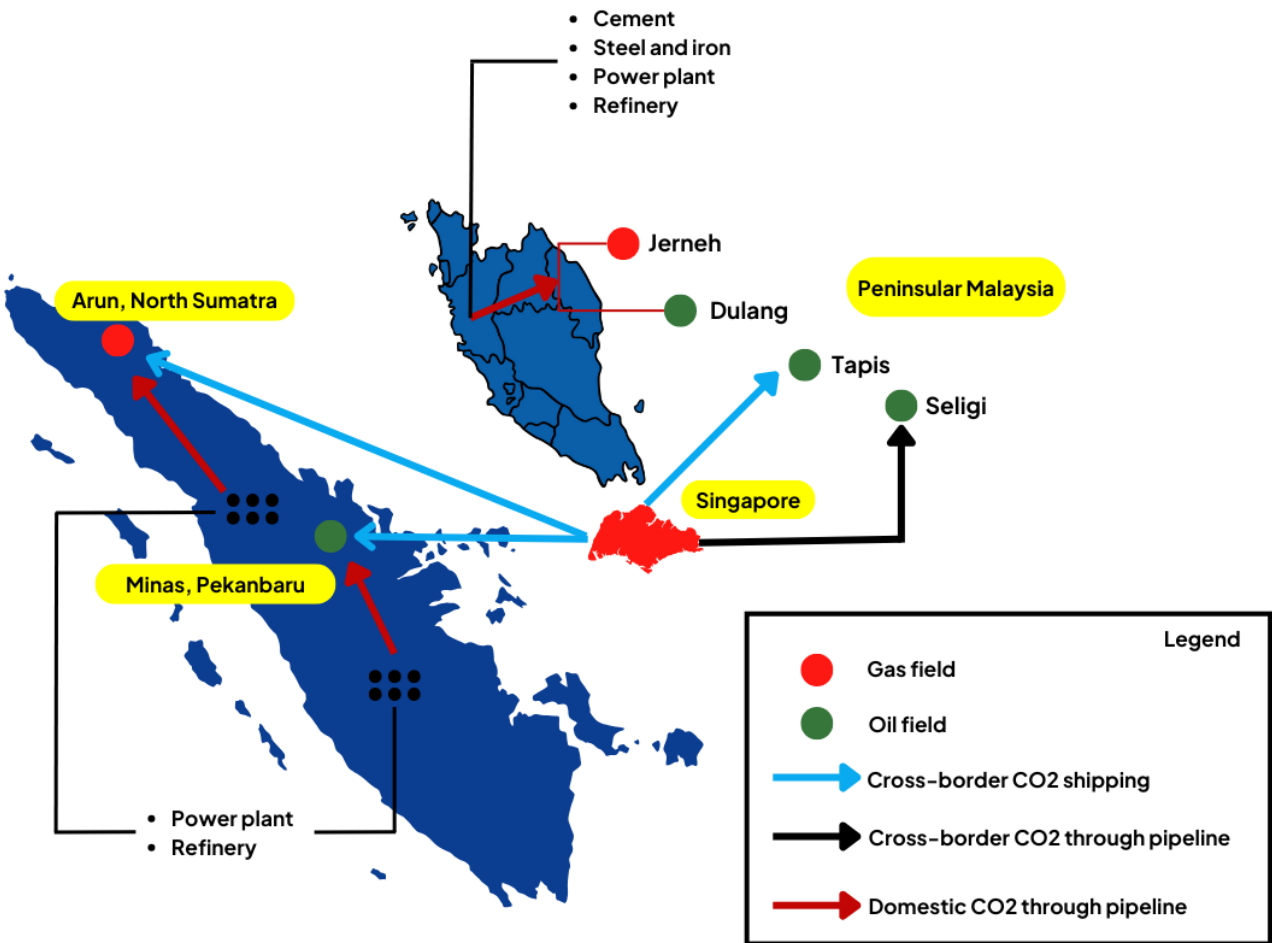 • Cement
• Steel and iron
• Power plant
• Refinery
Jerneh
Arun, North Sumatra
Peninsular Malaysia
Dulang
Tapis
Seligi
Singapore
Minas, Pekanbaru
Legend
Gas field
Oil field
Cross-border CO2 shipping
• Power plant
• Refinery
Cross-border CO2 through pipeline
Domestic CO2 through pipeline